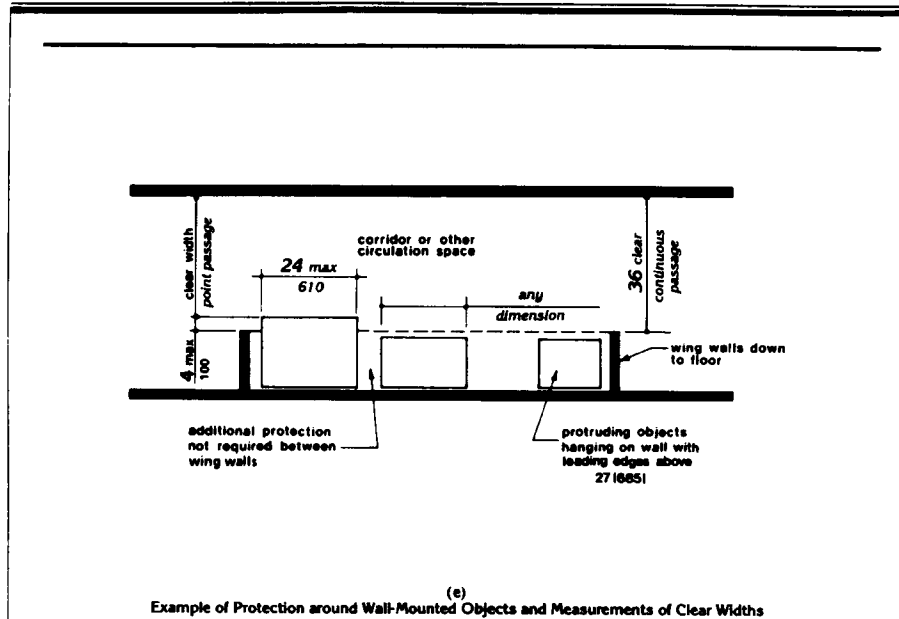 clear width
point passage
corridor or other
circulation space
36 clear
continuous
passage
24 max
610
any
dimension
4 max
100
wing walls down
to floor
additional protection
not required between
wing walls
protruding objects
hanging on wall with
leading edges above
27 (685)
(e)
Example of Protection around Wall-Mounted Objects and Measurements of Clear Widths